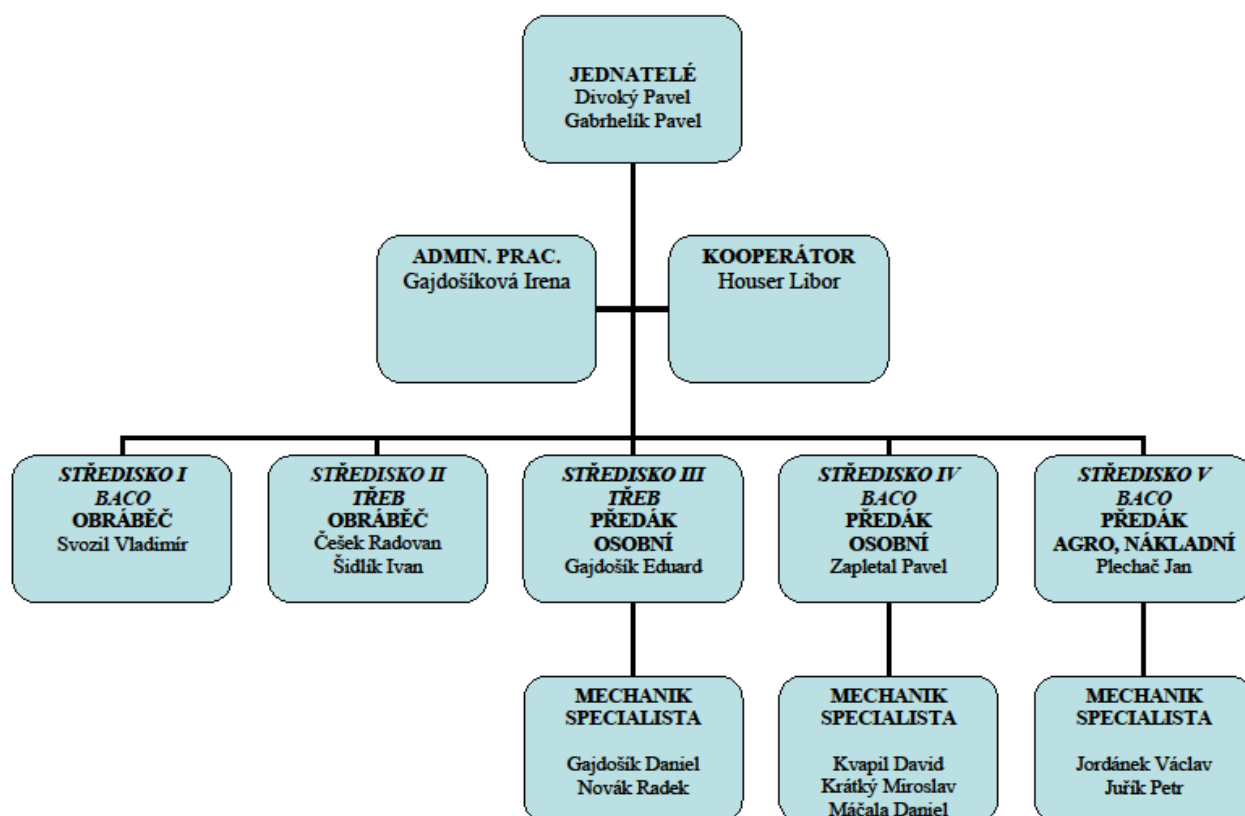 JEDNATELÉ
Divoký Pavel
Gabrhelík Pavel
ADMIN. PRAC.
Gajdošíková Irena
KOOPERÁTOR
Houser Libor
STŘEDISKO I
BACO
OBRÁBĚČ
Svozil Vladimír
STŘEDISKO II
TŘEB
OBRÁBĚČ
Češek Radovan
Šidlík Ivan
STŘEDISKO III
TŘEB
PŘEDÁK
OSOBNÍ
Gajdošík Eduard
STŘEDISKO IV
BACO
PŘEDÁK
OSOBNÍ
Zapletal Pavel
STŘEDISKO V
BACO
PŘEDÁK
AGRO, NÁKLADNÍ
Plechač Jan
MECHANIK
SPECIALISTA
Gajdošík Daniel
Novák Radek
MECHANIK
SPECIALISTA
Kvapil David
Krátký Miroslav
Máčala Daniel
MECHANIK
SPECIALISTA
Jordánek Václav
Juřík Petr